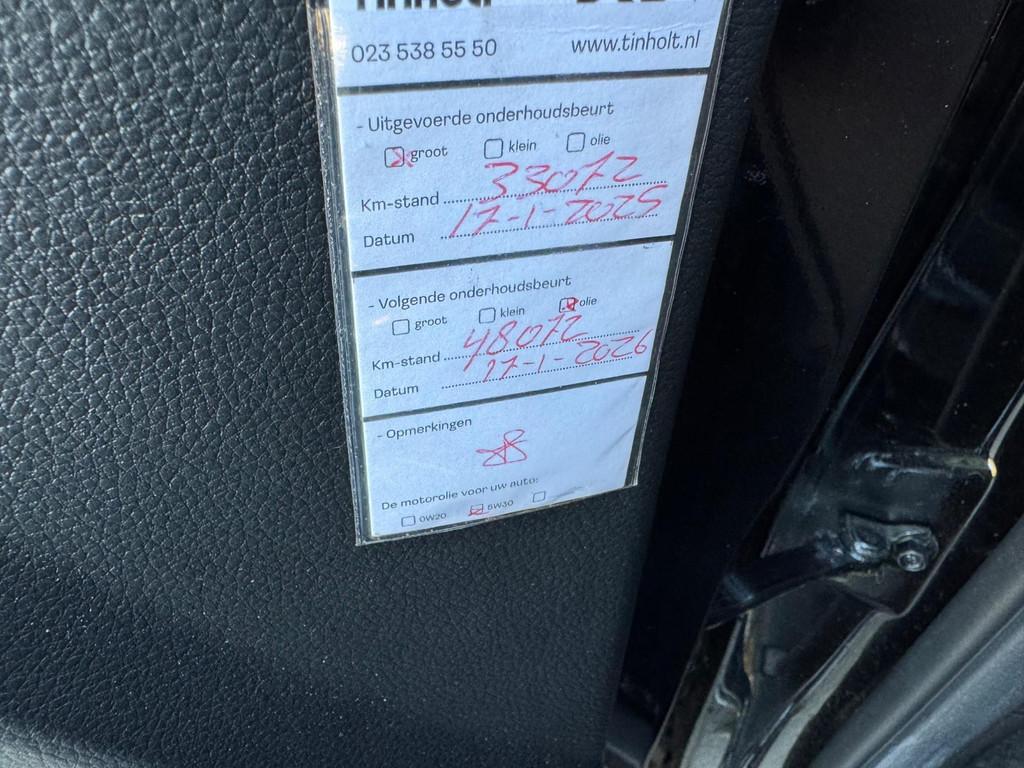 023 538 55 50 www.tinholt.nl
- Uitgevoerde onderhoudsbeurt
groot klein olie
Km-stand 33072
Datum 17-1-2025
- Volgende onderhoudsbeurt
groot klein olie
Km-stand 48072
Datum 17-1-2026
- Opmerkingen
De motorolie voor uw auto:
0W20 5W30